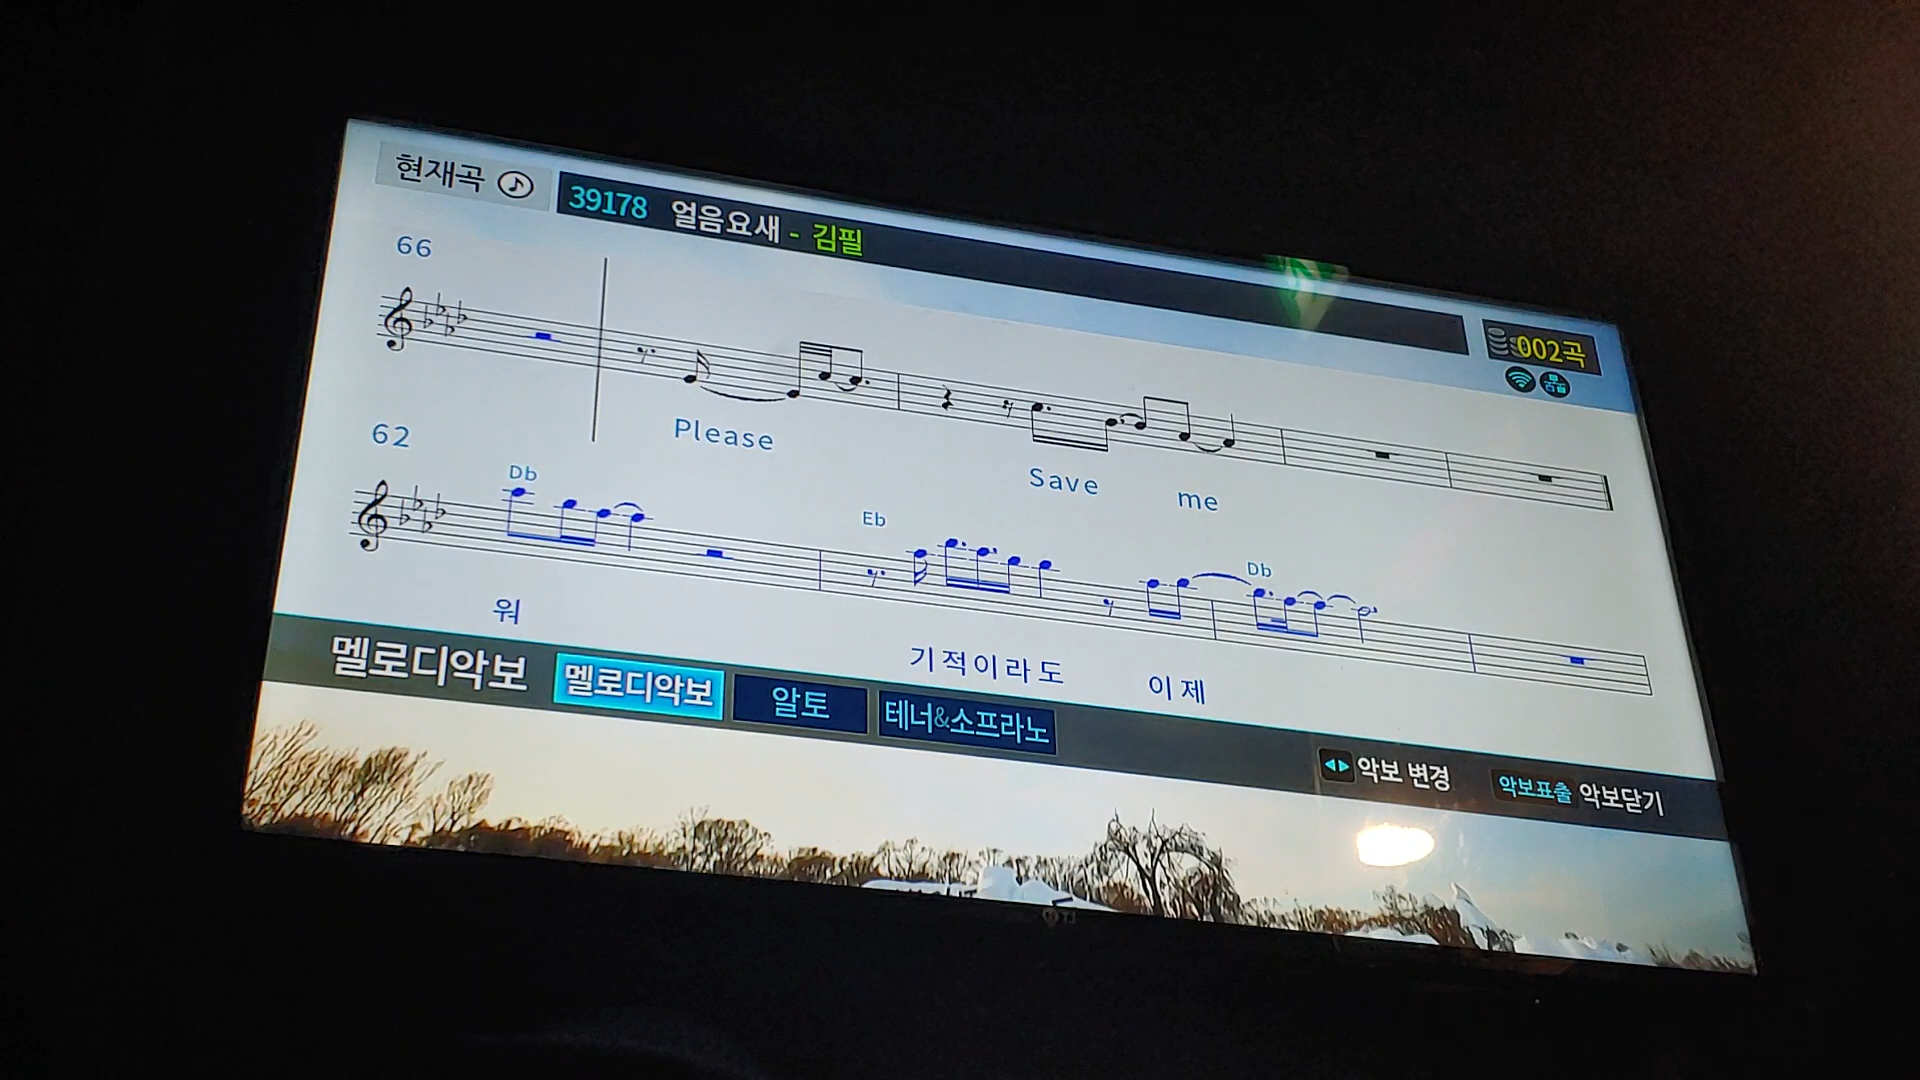 현재곡
39178 얼음요새 - 김필
002곡
66
Please Save me
62
Db Eb Db
워 기적이라도 이제
멜로디악보 멜로디악보 알토 테너&소프라노
악보 변경 악보표출 악보닫기
TJ